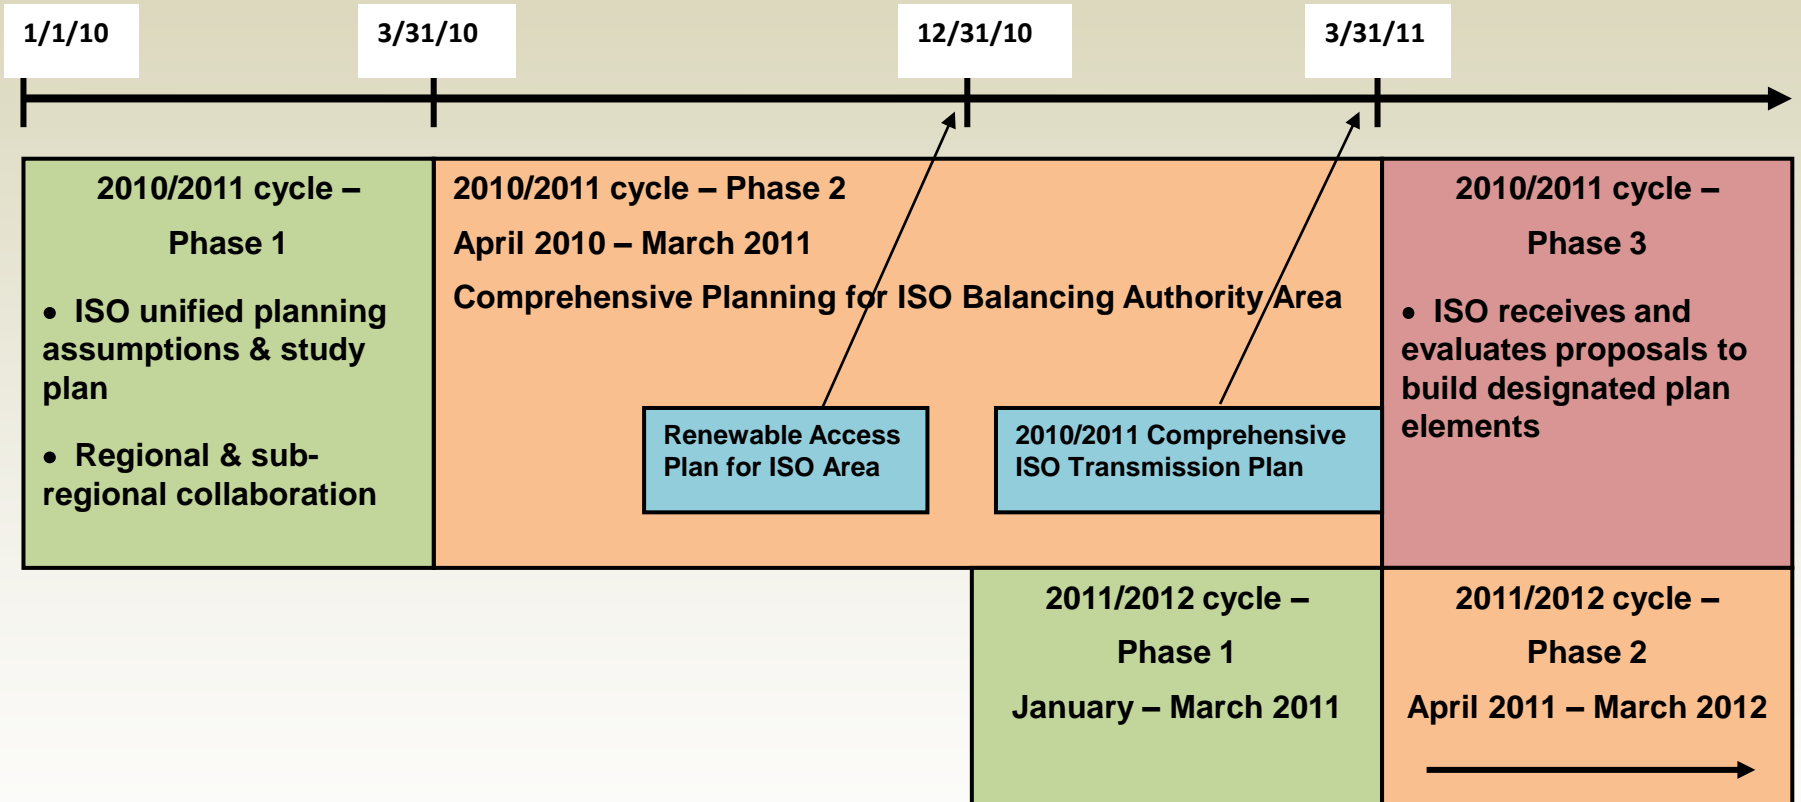 1/1/10
3/31/10
12/31/10
3/31/11
2010/2011 cycle –
Phase 1
• ISO unified planning
assumptions & study
plan
• Regional & sub-
regional collaboration
2010/2011 cycle – Phase 2
April 2010 – March 2011
Comprehensive Planning for ISO Balancing Authority Area
Renewable Access
Plan for ISO Area
2010/2011 Comprehensive
ISO Transmission Plan
2010/2011 cycle –
Phase 3
• ISO receives and
evaluates proposals to
build designated plan
elements
2011/2012 cycle –
Phase 1
January – March 2011
2011/2012 cycle –
Phase 2
April 2011 – March 2012